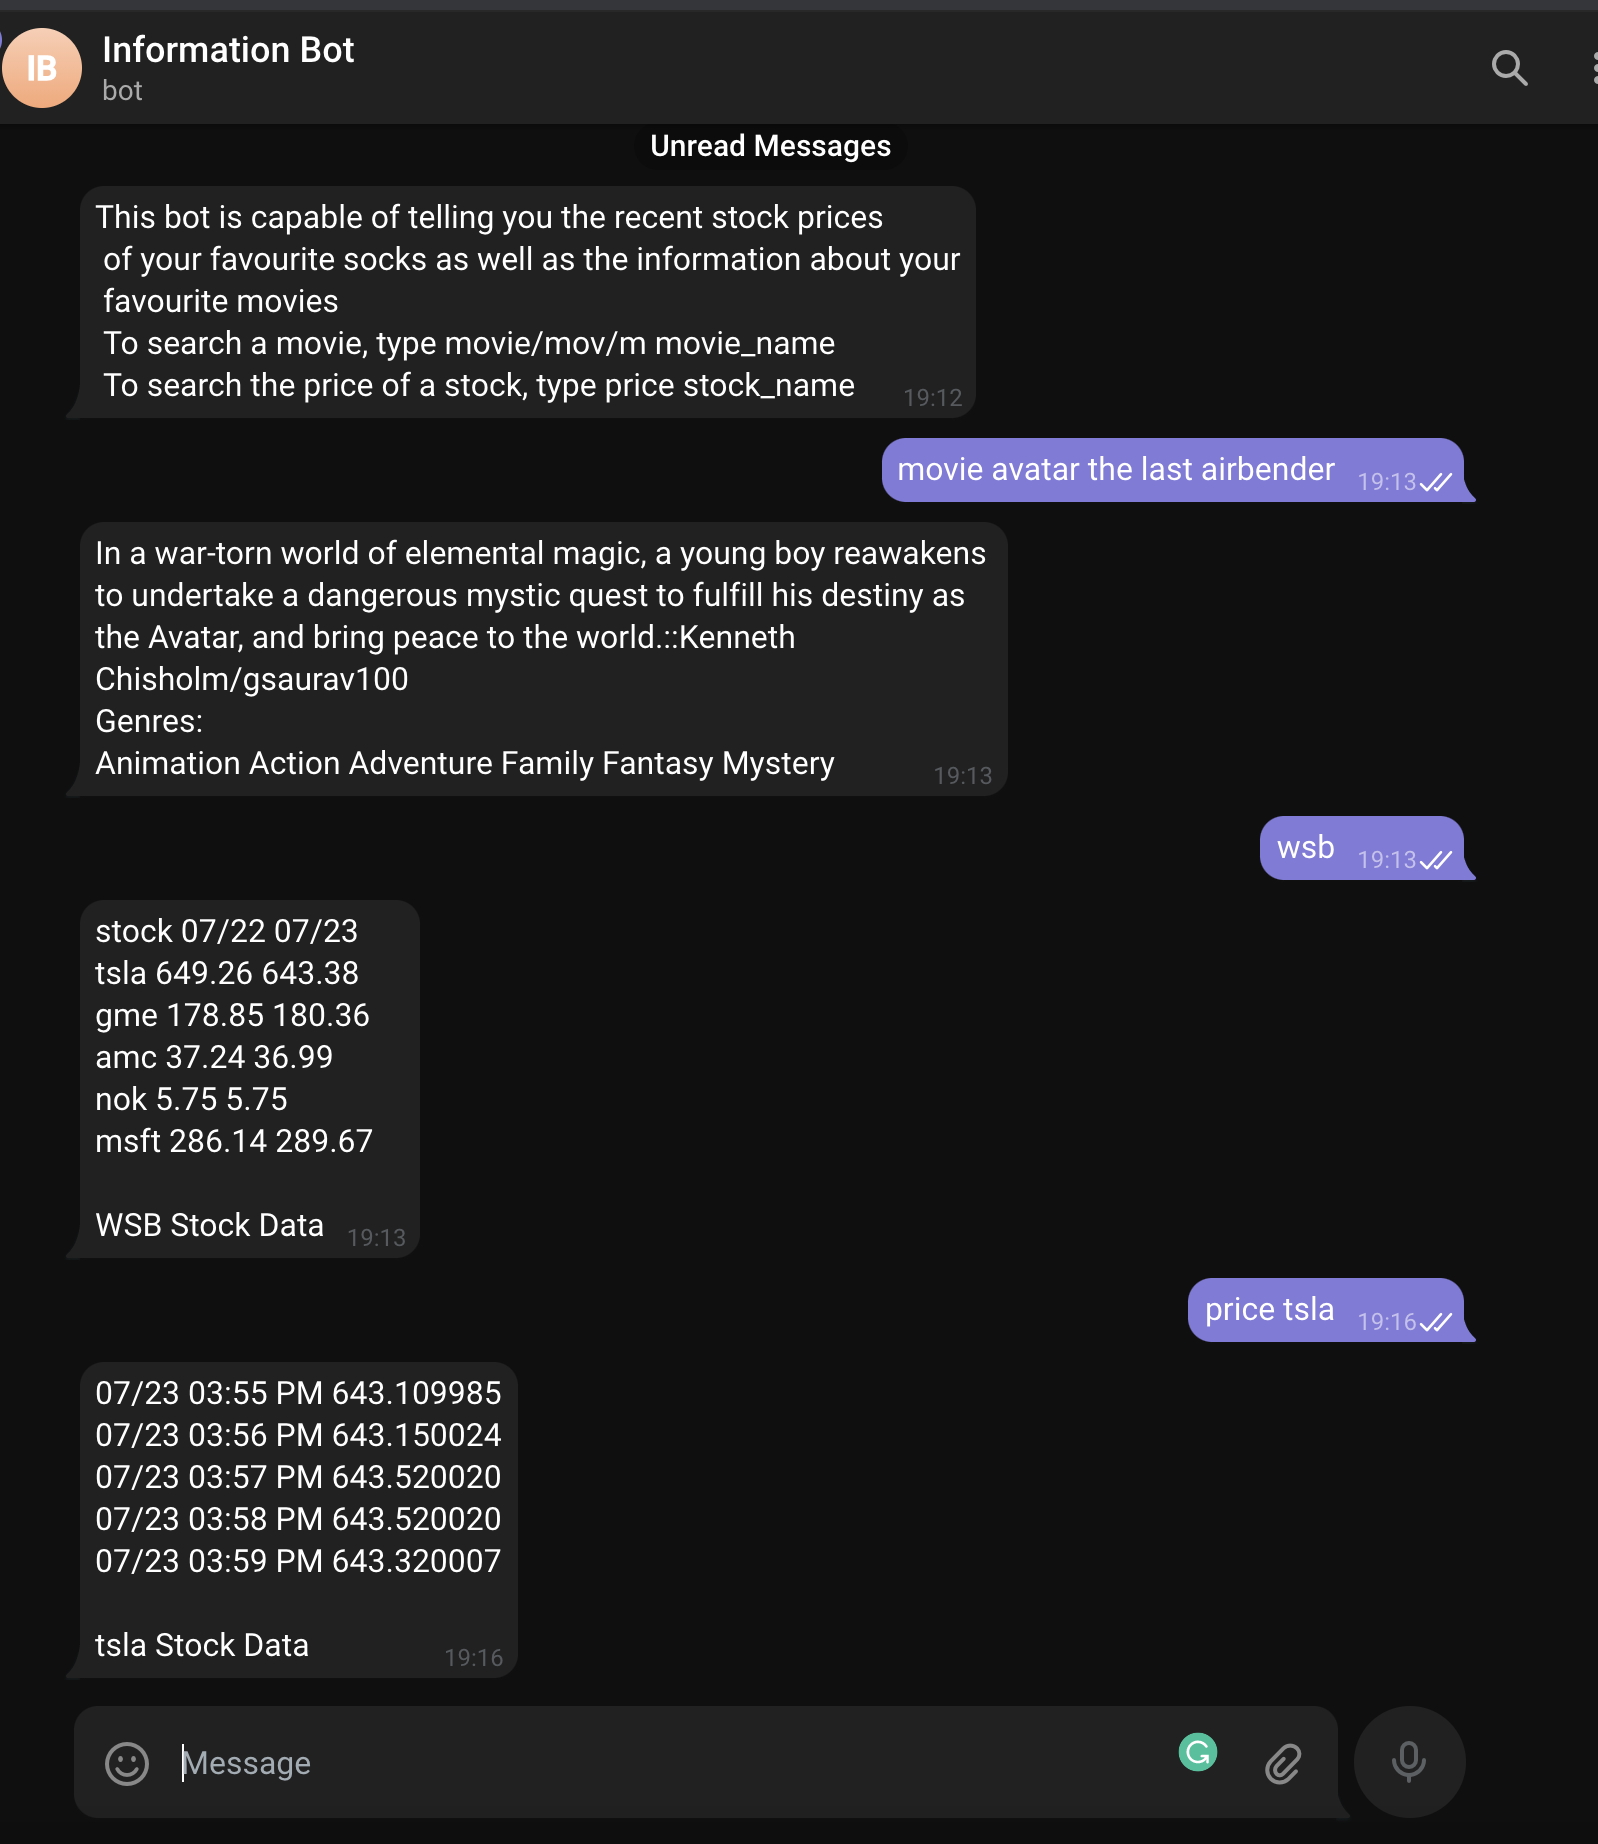 IB
Information Bot
bot
Unread Messages
This bot is capable of telling you the recent stock prices
of your favourite socks as well as the information about your
favourite movies
To search a movie, type movie/mov/m movie_name
To search the price of a stock, type price stock_name
19:12
movie avatar the last airbender 19:13
In a war-torn world of elemental magic, a young boy reawakens
to undertake a dangerous mystic quest to fulfill his destiny as
the Avatar, and bring peace to the world.::Kenneth
Chisholm/gsaurav100
Genres:
Animation Action Adventure Family Fantasy Mystery
19:13
wsb 19:13
stock 07/22 07/23
tsla 649.26 643.38
gme 178.85 180.36
amc 37.24 36.99
nok 5.75 5.75
msft 286.14 289.67
WSB Stock Data 19:13
price tsla 19:16
07/23 03:55 PM 643.109985
07/23 03:56 PM 643.150024
07/23 03:57 PM 643.520020
07/23 03:58 PM 643.520020
07/23 03:59 PM 643.320007
tsla Stock Data 19:16
Message